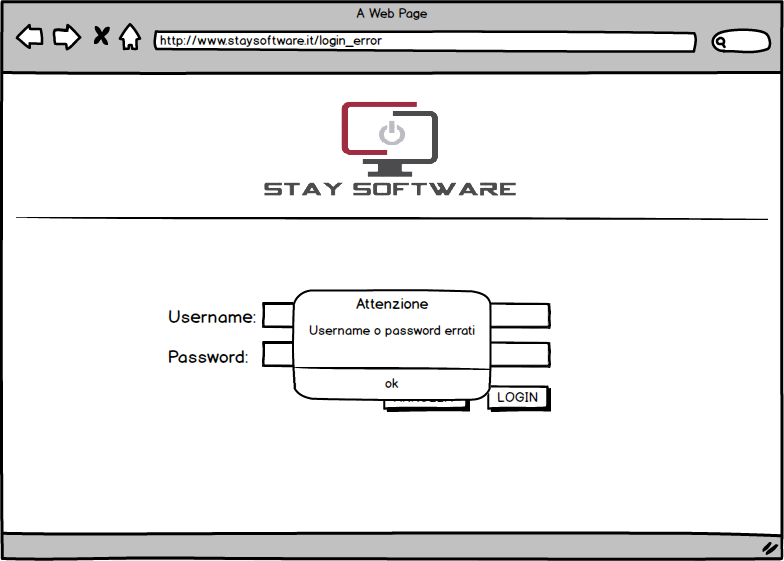 A Web Page
http://www.staysoftware.it/login_error
STAY SOFTWARE
Attenzione
Username:
Username o password errati
Password:
ok
LOGIN